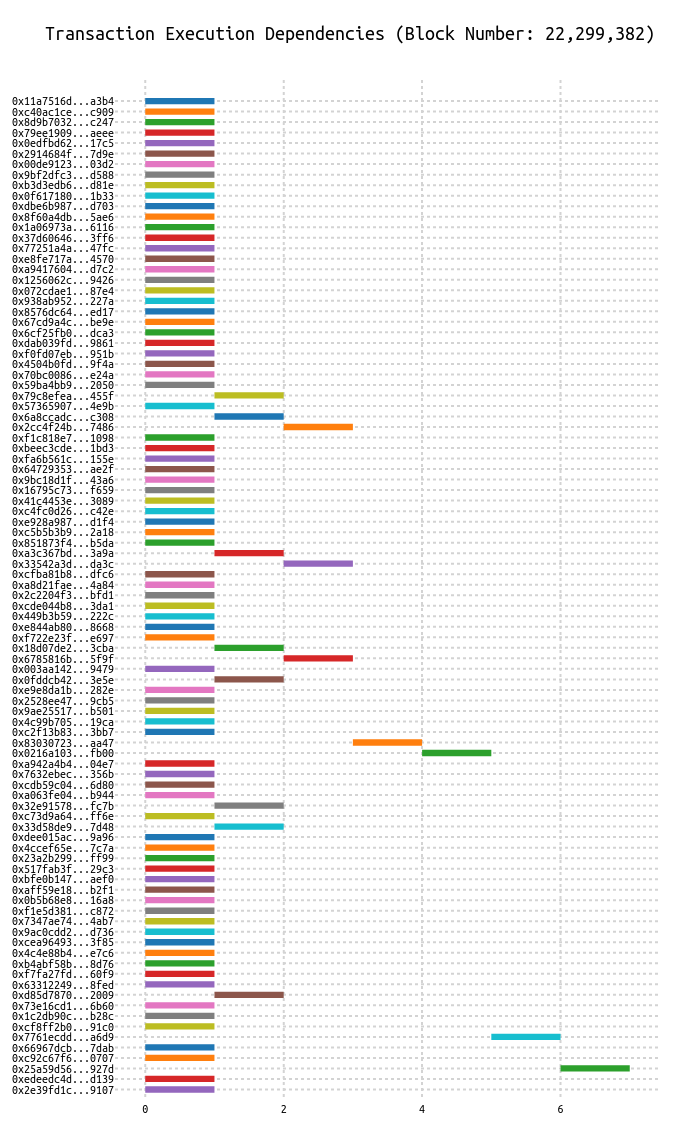 Transaction Execution Dependencies (Block Number: 22,299,382)
0x11a7516d...a3b4
0xc40ac1ce...c909
0x8d9b7032...c247
0x79ee1909...aeee
0x0edfbd62...17c5
0x2914684f...7d9e
0x00de9123...03d2
0x9bf2dfc3...d588
0xb3d3edb6...d81e
0x0f617180...1b33
0xdbe6b987...d703
0x8f60a4db...5ae6
0x1a06973a...6116
0x37d60646...3ff6
0x77251a4a...47fc
0xe8fe717a...4570
0xa9417604...d7c2
0x1256062c...9426
0x072cdae1...87e4
0x938ab952...227a
0x8576dc64...ed17
0x67cd9a4c...be9e
0x6cf25fb0...dca3
0xdab039fd...9861
0xf0fd07eb...951b
0x4504b0fd...9f4a
0x70bc0086...e24a
0x59ba4bb9...2050
0x79c8efea...455f
0x57365907...4e9b
0x6a8ccadc...c308
0x2cc4f24b...7486
0xf1c818e7...1098
0xbeec3cde...1bd3
0xfa6b561c...155e
0x64729353...ae2f
0x9bc18d1f...43a6
0x16795c73...f659
0x41c4453e...3089
0xc4fc0d26...c42e
0xe928a987...d1f4
0xc5b5b3b9...2a18
0x851873f4...b5da
0xa3c367bd...3a9a
0x33542a3d...da3c
0xcfba81b8...dfc6
0xa8d21fae...4a84
0x2c2204f3...bfd1
0xcde044b8...3da1
0x449b3b59...222c
0xe844ab80...8668
0xf722e23f...e697
0x18d07de2...3cba
0x6785816b...5f9f
0x003aa142...9479
0x0fddcb42...3e5e
0xe9e8da1b...282e
0x2528ee47...9cb5
0x9ae25517...b501
0x4c99b705...19ca
0xc2f13b83...3bb7
0x83030723...aa47
0x0216a103...fb00
0xa942a4b4...04e7
0x7632ebec...356b
0xcdb59c04...6d80
0xa063fe04...b944
0x32e91578...fc7b
0xc73d9a64...ff6e
0x33d58de9...7d48
0xdee015ac...9a96
0x4ccef65e...7c7a
0x23a2b299...ff99
0x517fab3f...29c3
0xbfe0b147...aef0
0xaff59e18...b2f1
0x0b5b68e8...16a8
0xf1e5d381...c872
0x7347ae74...4ab7
0x9ac0cdd2...d736
0xcea96493...3f85
0x4c4e88b4...e7c6
0xb4abf58b...8d76
0xf7fa27fd...60f9
0x63312249...8fed
0xd85d7870...2009
0x73e16cd1...6b60
0x1c2db90c...b28c
0xcf8ff2b0...91c0
0x7761ecdd...a6d9
0x66967dcb...7dab
0xc92c67f6...0707
0x25a59d56...927d
0xedeedc4d...d139
0x2e39fd1c...9107
0 2 4 6